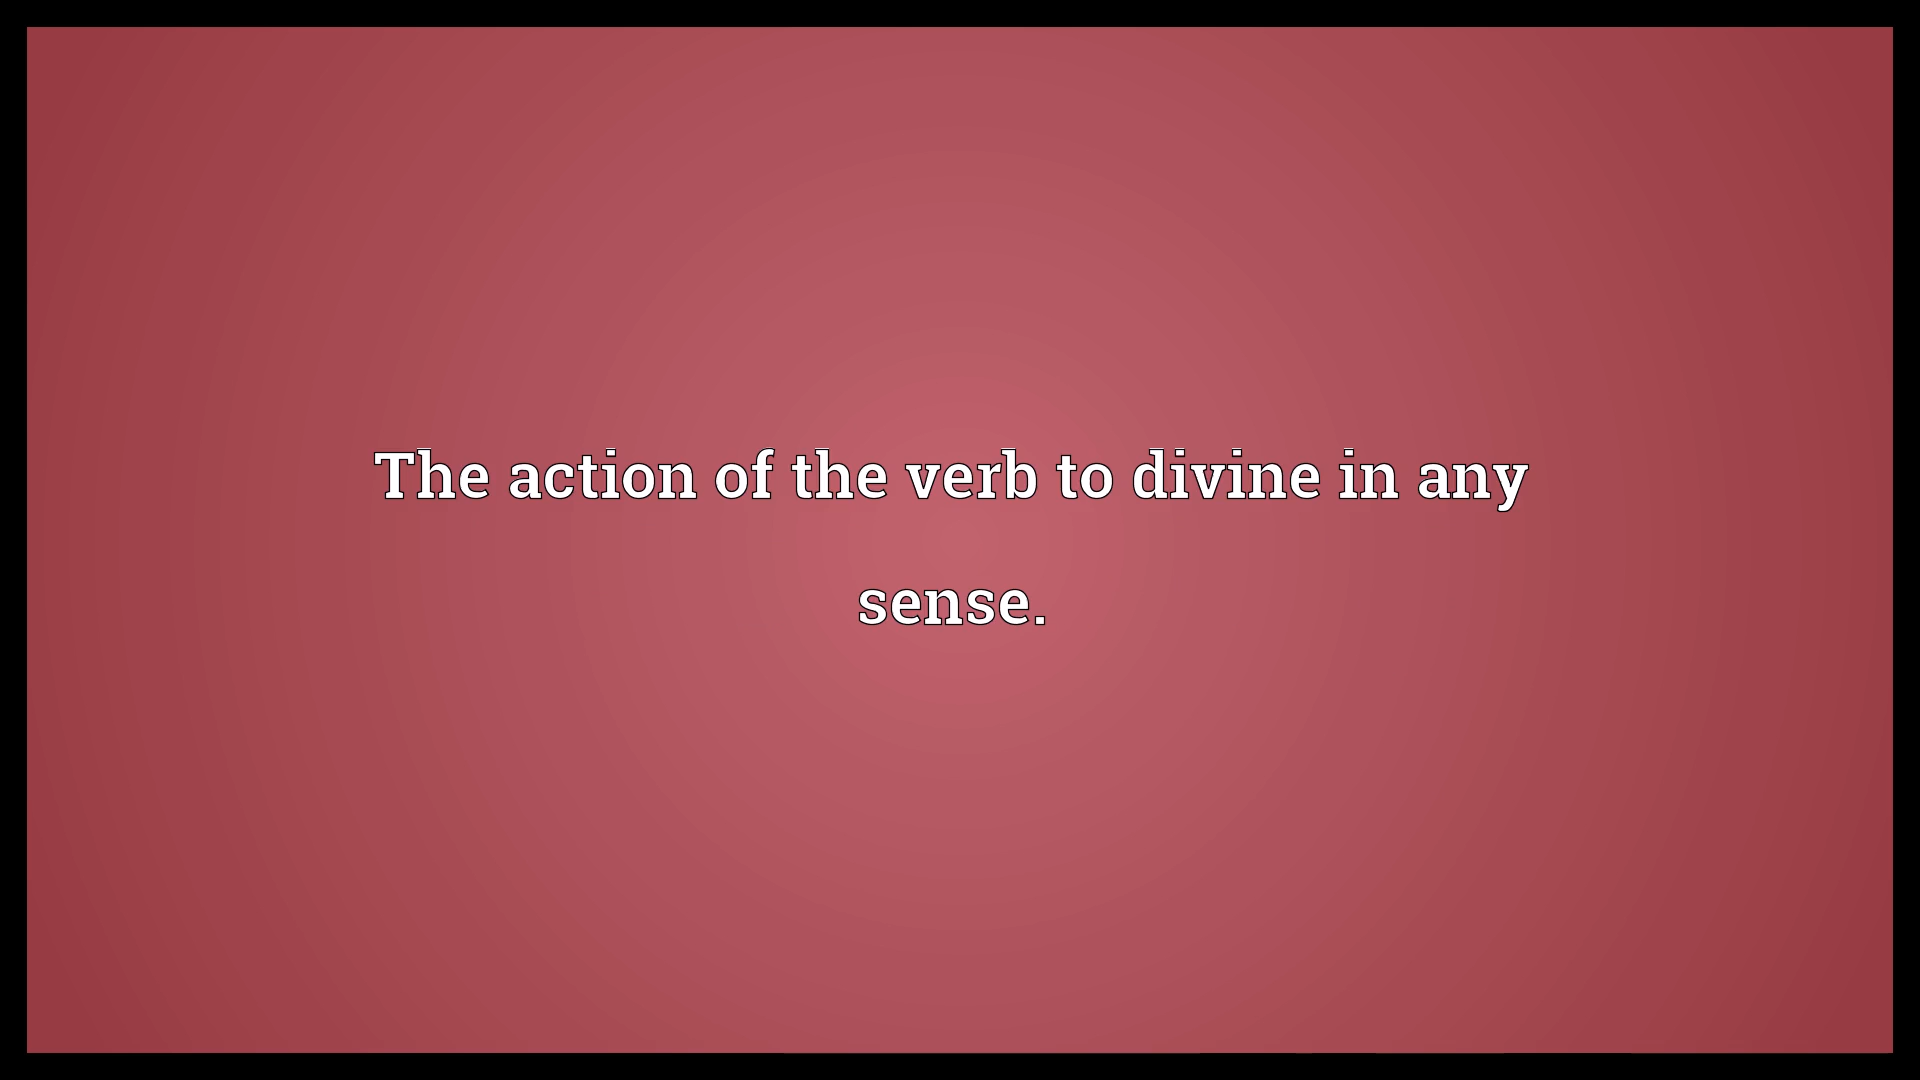 The action of the verb to divine in any
sense.